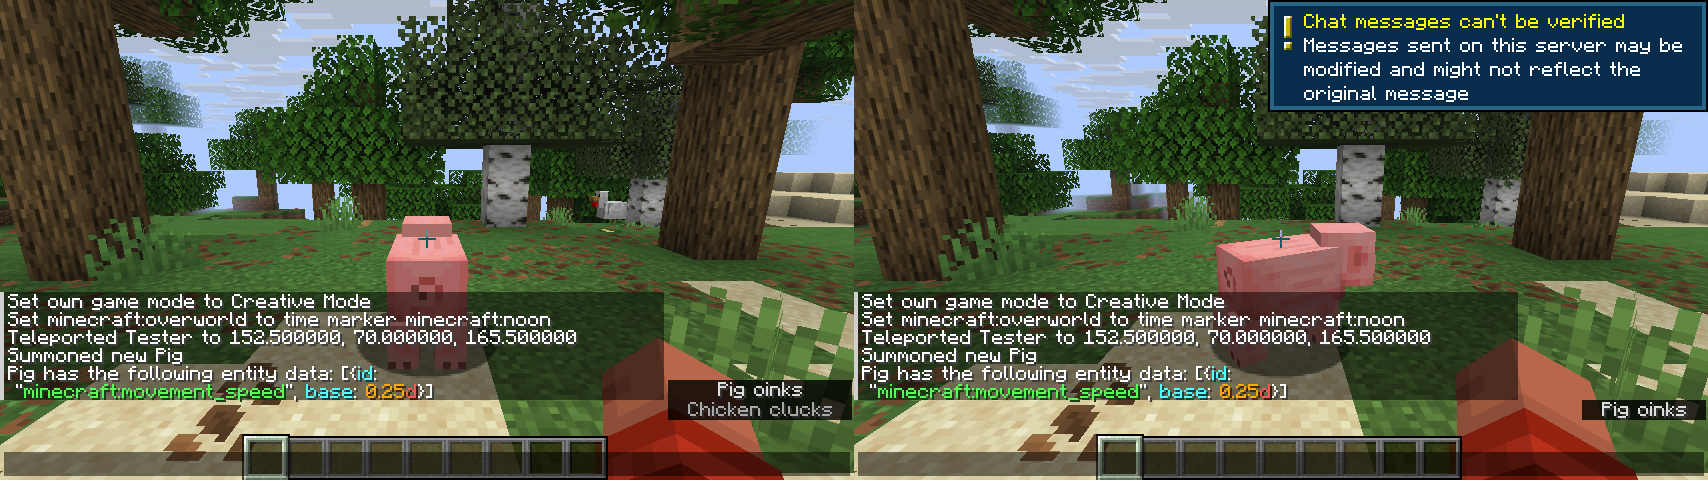 Set own game mode to Creative Mode
Set minecraft:overworld to time marker minecraft:noon
Teleported Tester to 152.500000, 70.000000, 165.500000
Summoned new Pig
Pig has the following entity data: [{id:
"minecraft:movement_speed", base: 0.25d}]
Pig oinks
Chicken clucks
Chat messages can't be verified
Messages sent on this server may be
modified and might not reflect the
original message
Set own game mode to Creative Mode
Set minecraft:overworld to time marker minecraft:noon
Teleported Tester to 152.500000, 70.000000, 165.500000
Summoned new Pig
Pig has the following entity data: [{id:
"minecraft:movement_speed", base: 0.25d}]
Pig oinks